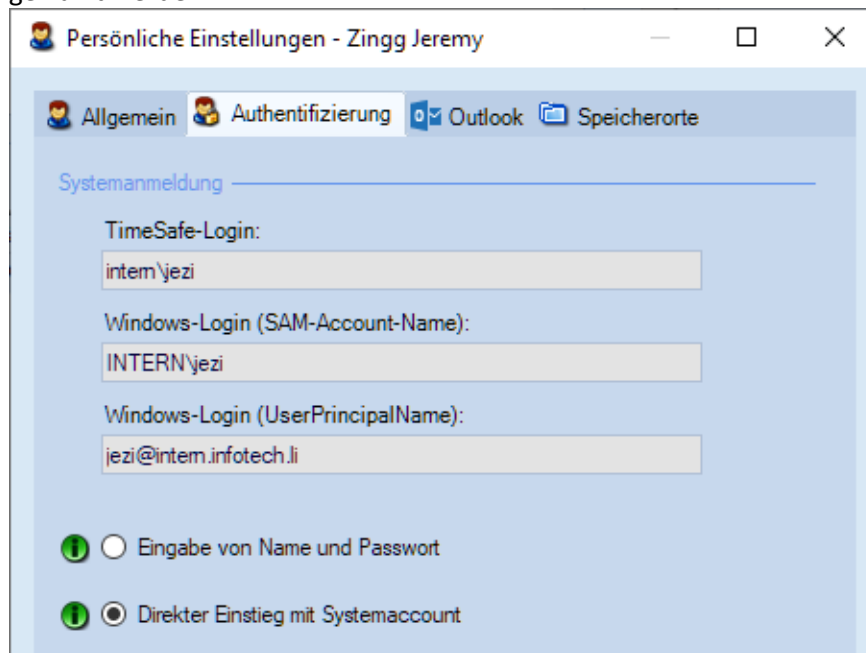 Persönliche Einstellungen - Zingg Jeremy
Allgemein Authentifizierung Outlook Speicherorte
Systemanmeldung
TimeSafe-Login:
intern\jezi
Windows-Login (SAM-Account-Name):
INTERN\jezi
Windows-Login (UserPrincipalName):
jezi@intern.infotech.li
Eingabe von Name und Passwort
Direkter Einstieg mit Systemaccount